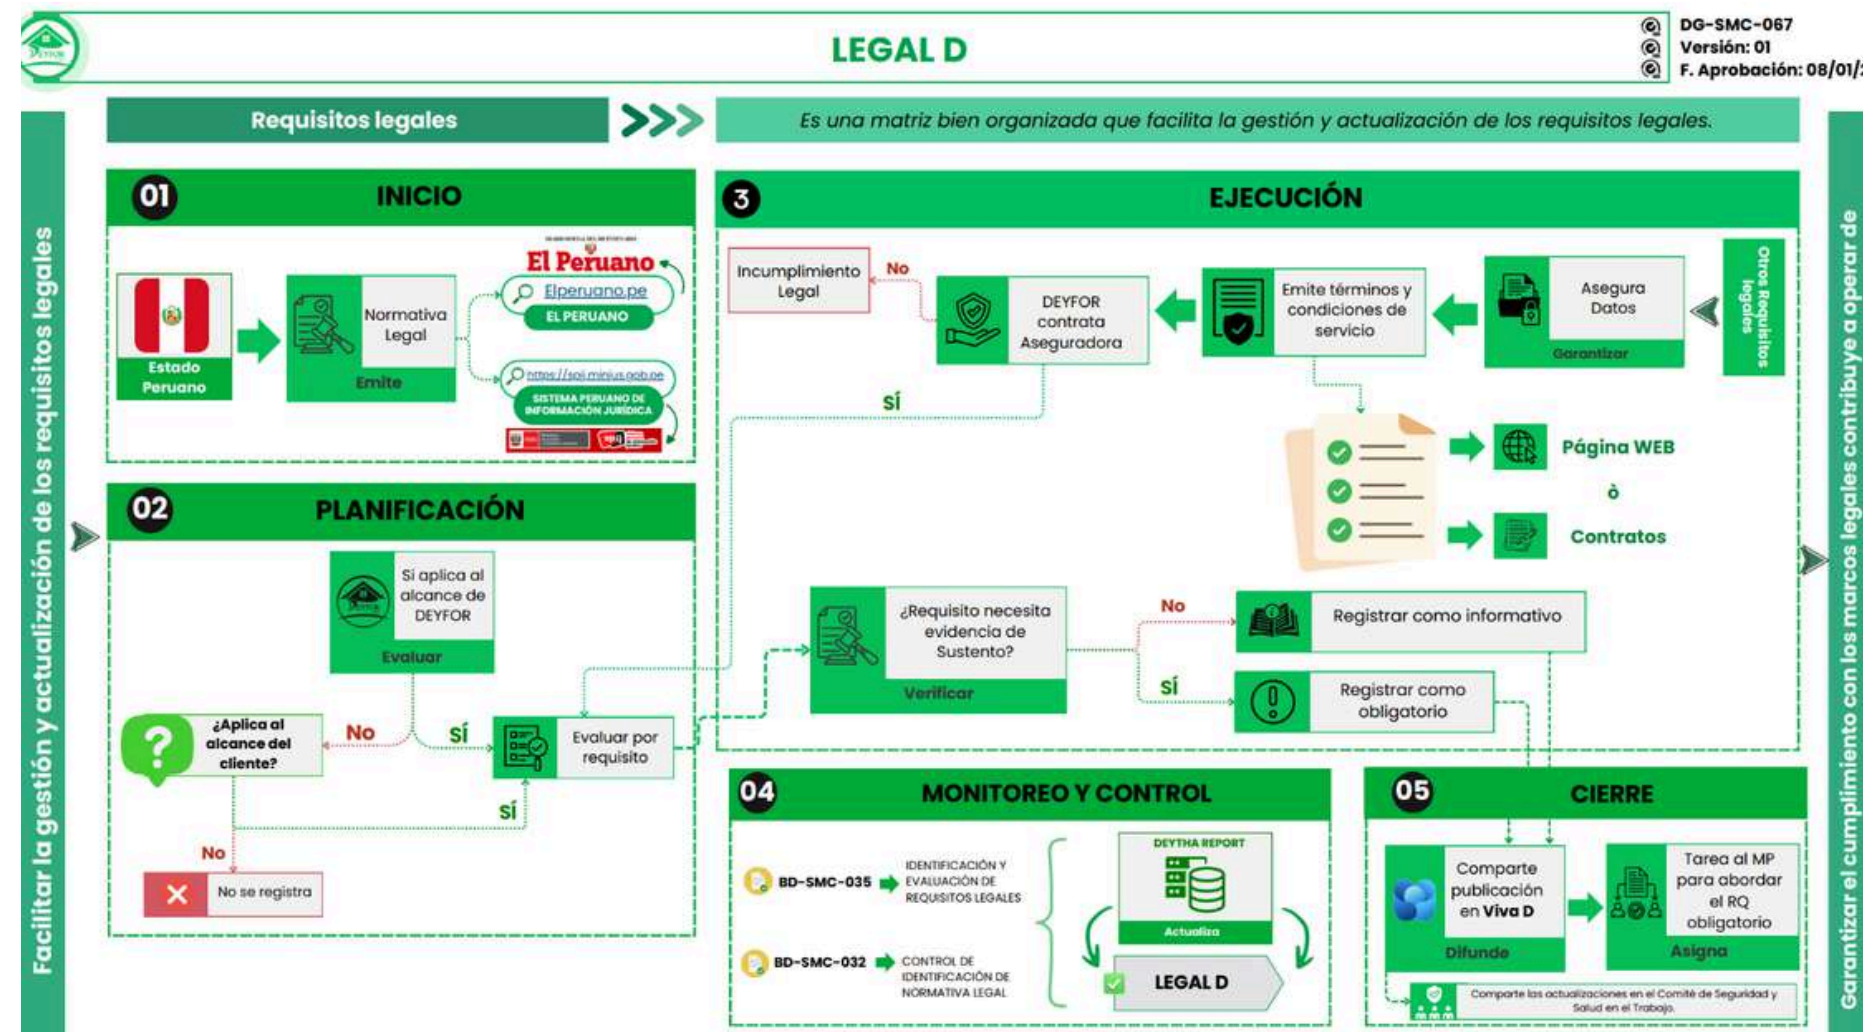 DEYFOR
LEGAL D
DG-SMC-067
Versión: 01
F. Aprobación: 08/01/2
Facilitar la gestión y actualización de los requisitos legales
Requisitos legales
Es una matriz bien organizada que facilita la gestión y actualización de los requisitos legales.
01
INICIO
Estado
Peruano
Normativa
Legal
Emite
El Peruano
Elperuano.pe
EL PERUANO
https://spij.minjus.gob.pe
SISTEMA PERUANO DE
INFORMACIÓN JURÍDICA
02
PLANIFICACIÓN
Si aplica al
alcance de
DEYFOR
Evaluar
¿Aplica al
alcance del
cliente?
No
SÍ
Evaluar por
requisito
SÍ
No
No se registra
3
EJECUCIÓN
Incumplimiento
Legal
No
DEYFOR
contrata
Aseguradora
SÍ
Emite términos y
condiciones de
servicio
Asegura
Datos
Garantizar
Otros Requisitos
legales
Página WEB
ò
Contratos
¿Requisito necesita
evidencia de
Sustento?
Verificar
No
Registrar como informativo
SÍ
Registrar como
obligatorio
04
MONITOREO Y CONTROL
BD-SMC-035
IDENTIFICACIÓN Y
EVALUACIÓN DE
REQUISITOS LEGALES
BD-SMC-032
CONTROL DE
IDENTIFICACIÓN DE
NORMATIVA LEGAL
DEYTHA REPORT
Actualiza
LEGAL D
05
CIERRE
Comparte
publicación
en Viva D
Difunde
Tarea al MP
para abordar
el RQ
obligatorio
Asigna
Comparte las actualizaciones en el Comité de Seguridad y
Salud en el Trabajo.
Garantizar el cumplimiento con los marcos legales contribuye a operar de